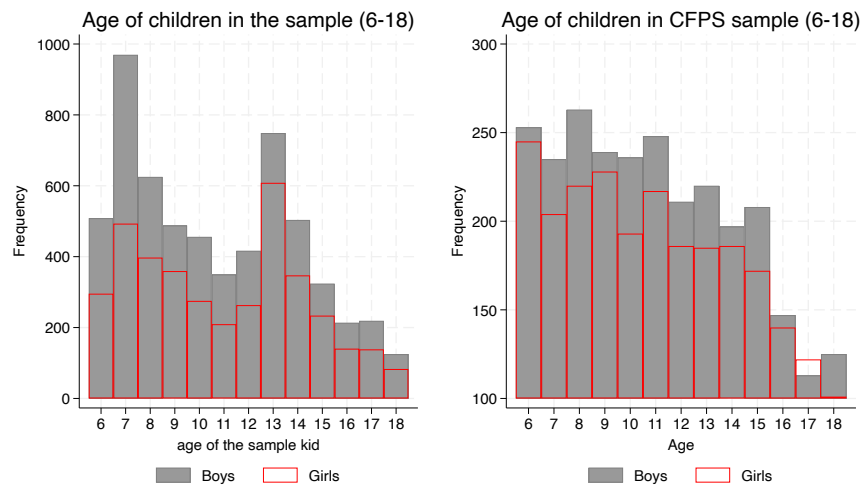 Age of children in the sample (6-18)
1000
800
600
400
200
0
Frequency
6 7 8 9 10 11 12 13 14 15 16 17 18
age of the sample kid
Boys Girls
Age of children in CFPS sample (6-18)
300
250
200
150
100
Frequency
6 7 8 9 10 11 12 13 14 15 16 17 18
Age
Boys Girls